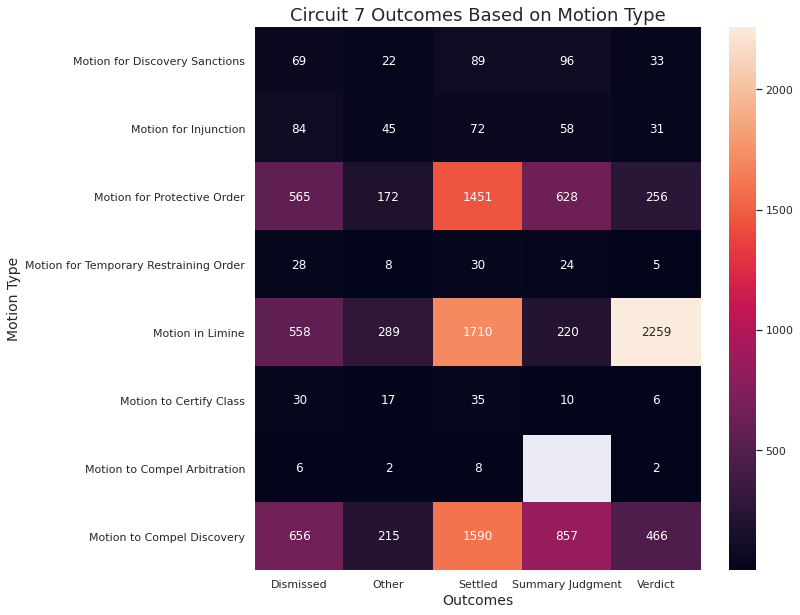 Circuit 7 Outcomes Based on Motion Type
Motion for Discovery Sanctions 69 22 89 96 33
Motion for Injunction 84 45 72 58 31
Motion for Protective Order 565 172 1451 628 256
Motion for Temporary Restraining Order 28 8 30 24 5
Motion in Limine 558 289 1710 220 2259
Motion to Certify Class 30 17 35 10 6
Motion to Compel Arbitration 6 2 8 2
Motion to Compel Discovery 656 215 1590 857 466
Dismissed Other Settled Summary Judgment Verdict
Outcomes
Motion Type
2000
1500
1000
500